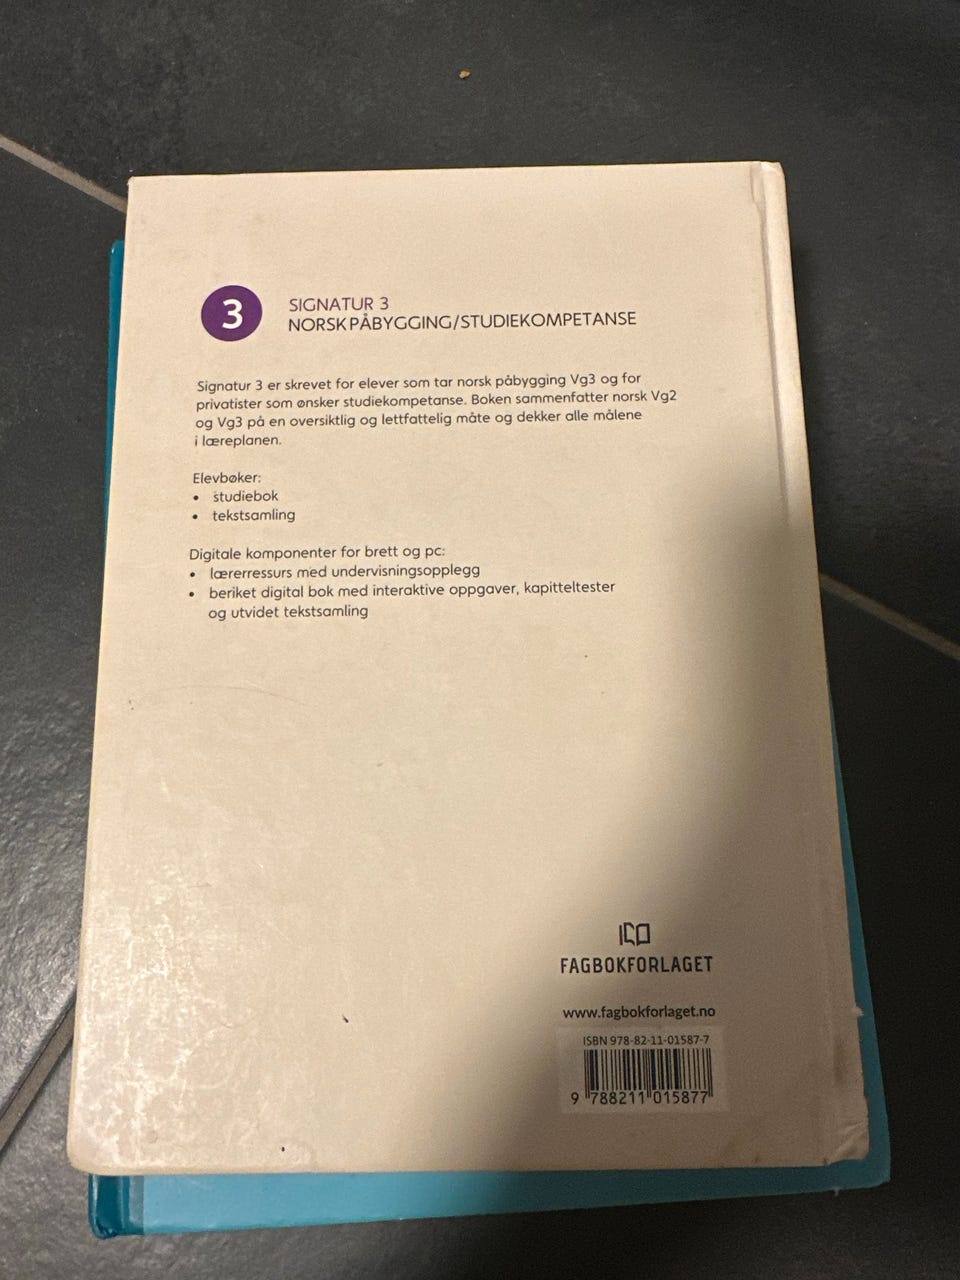 3
SIGNATUR 3
NORSK PÅBYGGING/STUDIEKOMPETANSE
Signatur 3 er skrevet for elever som tar norsk påbygging Vg3 og for
privatister som ønsker studiekompetanse. Boken sammenfatter norsk Vg2
og Vg3 på en oversiktlig og lettfattelig måte og dekker alle målene
i læreplanen.
Elevbøker:
• studiebok
• tekstsamling
Digitale komponenter for brett og pc:
• lærerressurs med undervisningsopplegg
• beriket digital bok med interaktive oppgaver, kapitteltester
og utvidet tekstsamling
FAGBOKFORLAGET
www.fagbokforlaget.no
ISBN 978-82-11-01587-7
9 788211 015877